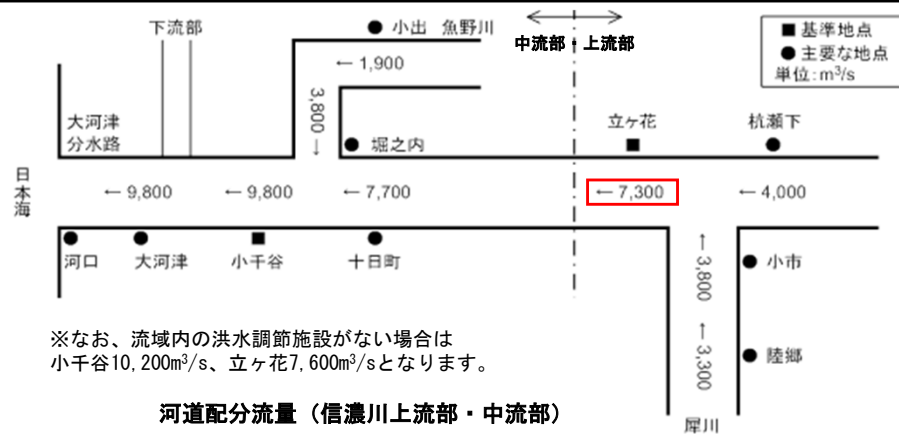 下流部
● 小出 魚野川
← 1,900
中流部・上流部
■ 基準地点
● 主要な地点
単位:m³/s
大河津
分水路
3,800 →
● 堀之内
立ヶ花
■
杭瀬下
●
日本海
← 9,800
← 9,800
← 7,700
← 7,300
← 4,000
●
河口
●
大河津
■
小千谷
●
十日町
← 3,800
● 小市
← 3,300
● 陸郷
犀川
※なお、流域内の洪水調節施設がない場合は
小千谷10,200m³/s、立ヶ花7,600m³/sとなります。
河道配分流量(信濃川上流部・中流部)